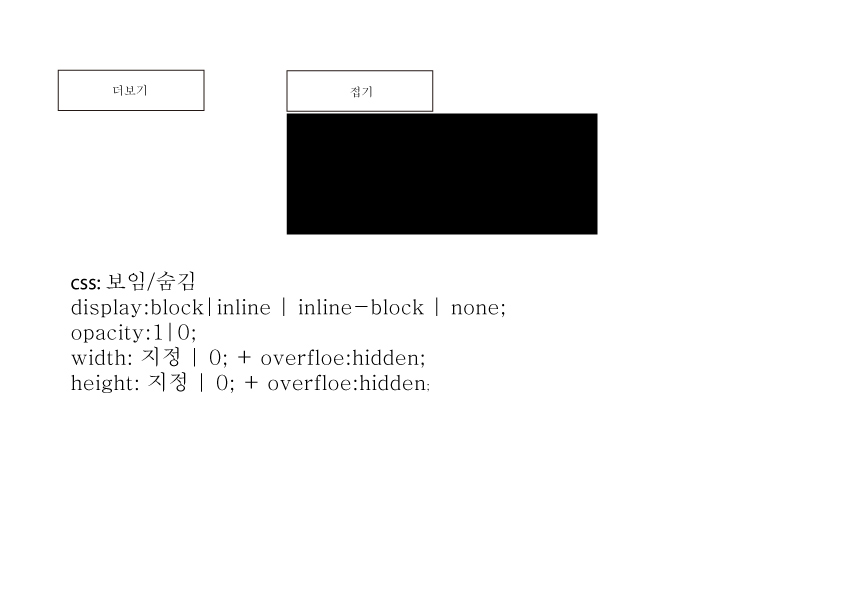 더보기
접기
css: 보임/숨김
display:block|inline | inline-block | none;
opacity:1|0;
width: 지정 | 0; + overfloe:hidden;
height: 지정 | 0; + overfloe:hidden;